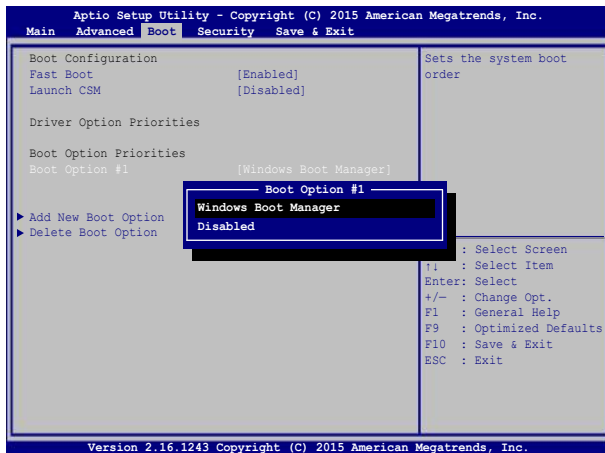 Aptio Setup Utility - Copyright (C) 2015 American Megatrends, Inc.
Main Advanced Boot Security Save & Exit
Boot Configuration
Fast Boot [Enabled]
Launch CSM [Disabled]
Driver Option Priorities
Boot Option Priorities
Boot Option #1 [Windows Boot Manager]
Add New Boot Option
Delete Boot Option
Boot Option #1
Windows Boot Manager
Disabled
Sets the system boot
order
: Select Screen
↑↓ : Select Item
Enter: Select
+/— : Change Opt.
F1 : General Help
F9 : Optimized Defaults
F10 : Save & Exit
ESC : Exit
Version 2.16.1243 Copyright (C) 2015 American Megatrends, Inc.